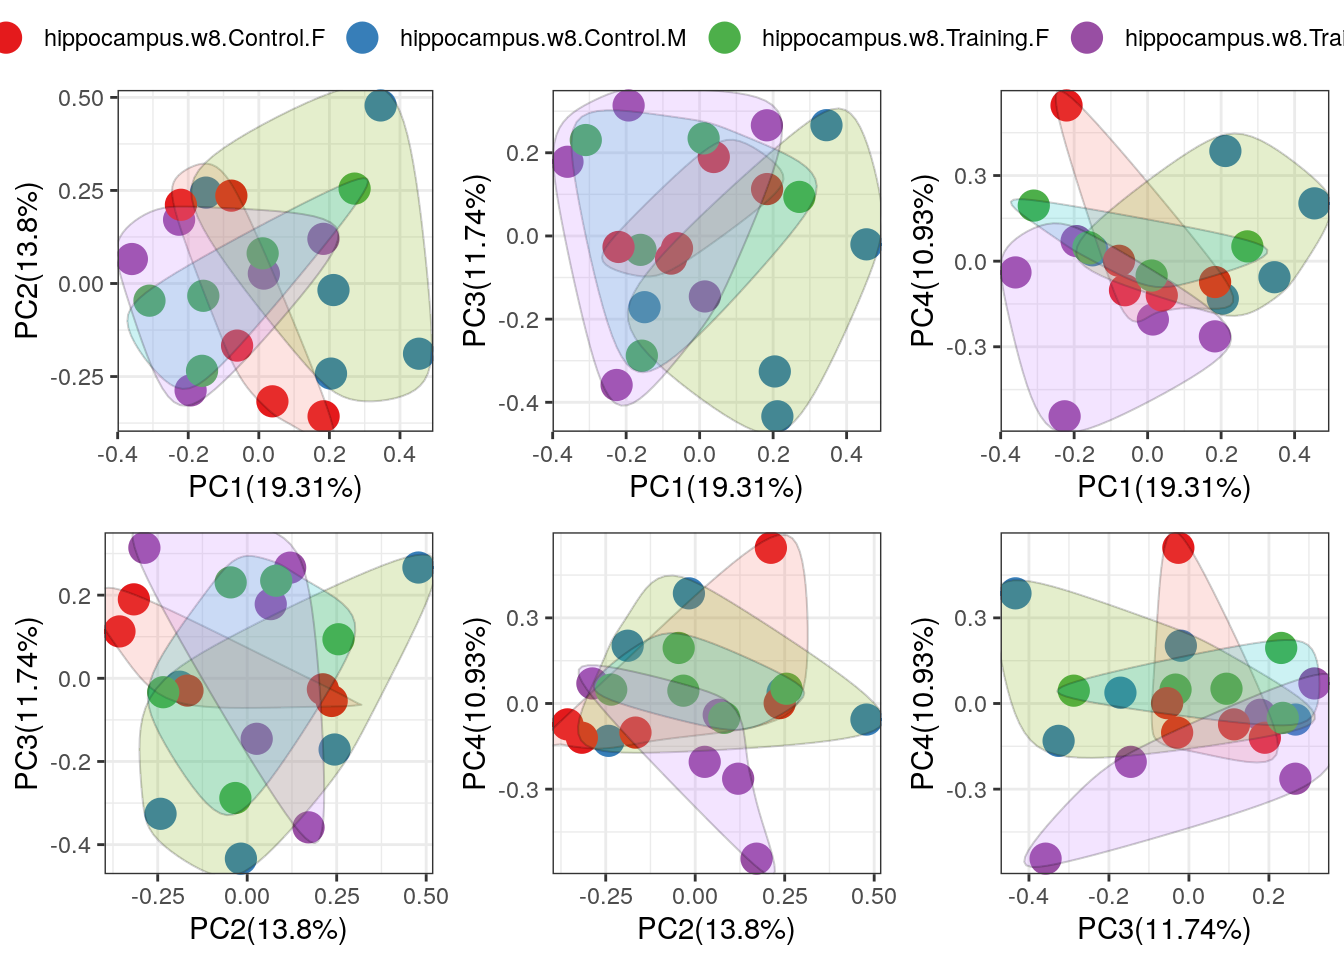 hippocampus.w8.Control.F hippocampus.w8.Control.M hippocampus.w8.Training.F hippocampus.w8.Trai
0.50
0.25
0.00
-0.25
PC2(13.8%)
-0.4 -0.2 0.0 0.2 0.4
PC1(19.31%)
0.2
0.0
-0.2
-0.4
PC3(11.74%)
-0.4 -0.2 0.0 0.2 0.4
PC1(19.31%)
0.3
0.0
-0.3
PC4(10.93%)
-0.4 -0.2 0.0 0.2 0.4
PC1(19.31%)
0.2
0.0
-0.2
-0.4
PC3(11.74%)
-0.25 0.00 0.25 0.50
PC2(13.8%)
0.3
0.0
-0.3
PC4(10.93%)
-0.25 0.00 0.25 0.50
PC2(13.8%)
0.3
0.0
-0.3
PC4(10.93%)
-0.4 -0.2 0.0 0.2
PC3(11.74%)